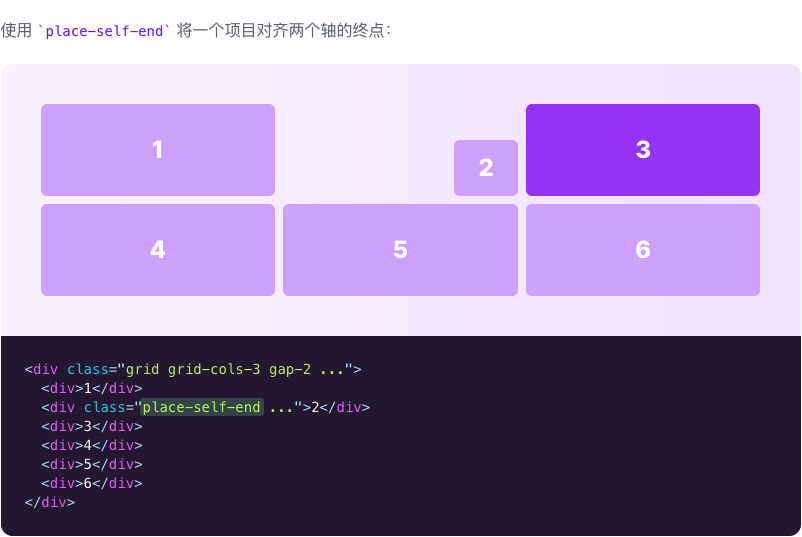 使用 `place-self-end` 将一个项目对齐两个轴的终点：
1
2
3
4
5
6
<div class="grid grid-cols-3 gap-2 ...">
  <div>1</div>
  <div class="place-self-end ...">2</div>
  <div>3</div>
  <div>4</div>
  <div>5</div>
  <div>6</div>
</div>